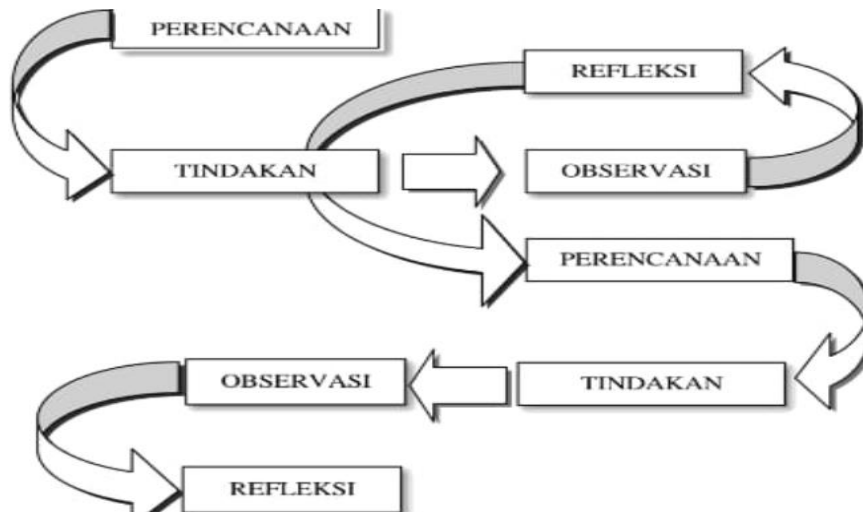 PERENCANAAN
TINDAKAN
OBSERVASI
REFLEKSI
PERENCANAAN
TINDAKAN
OBSERVASI
REFLEKSI